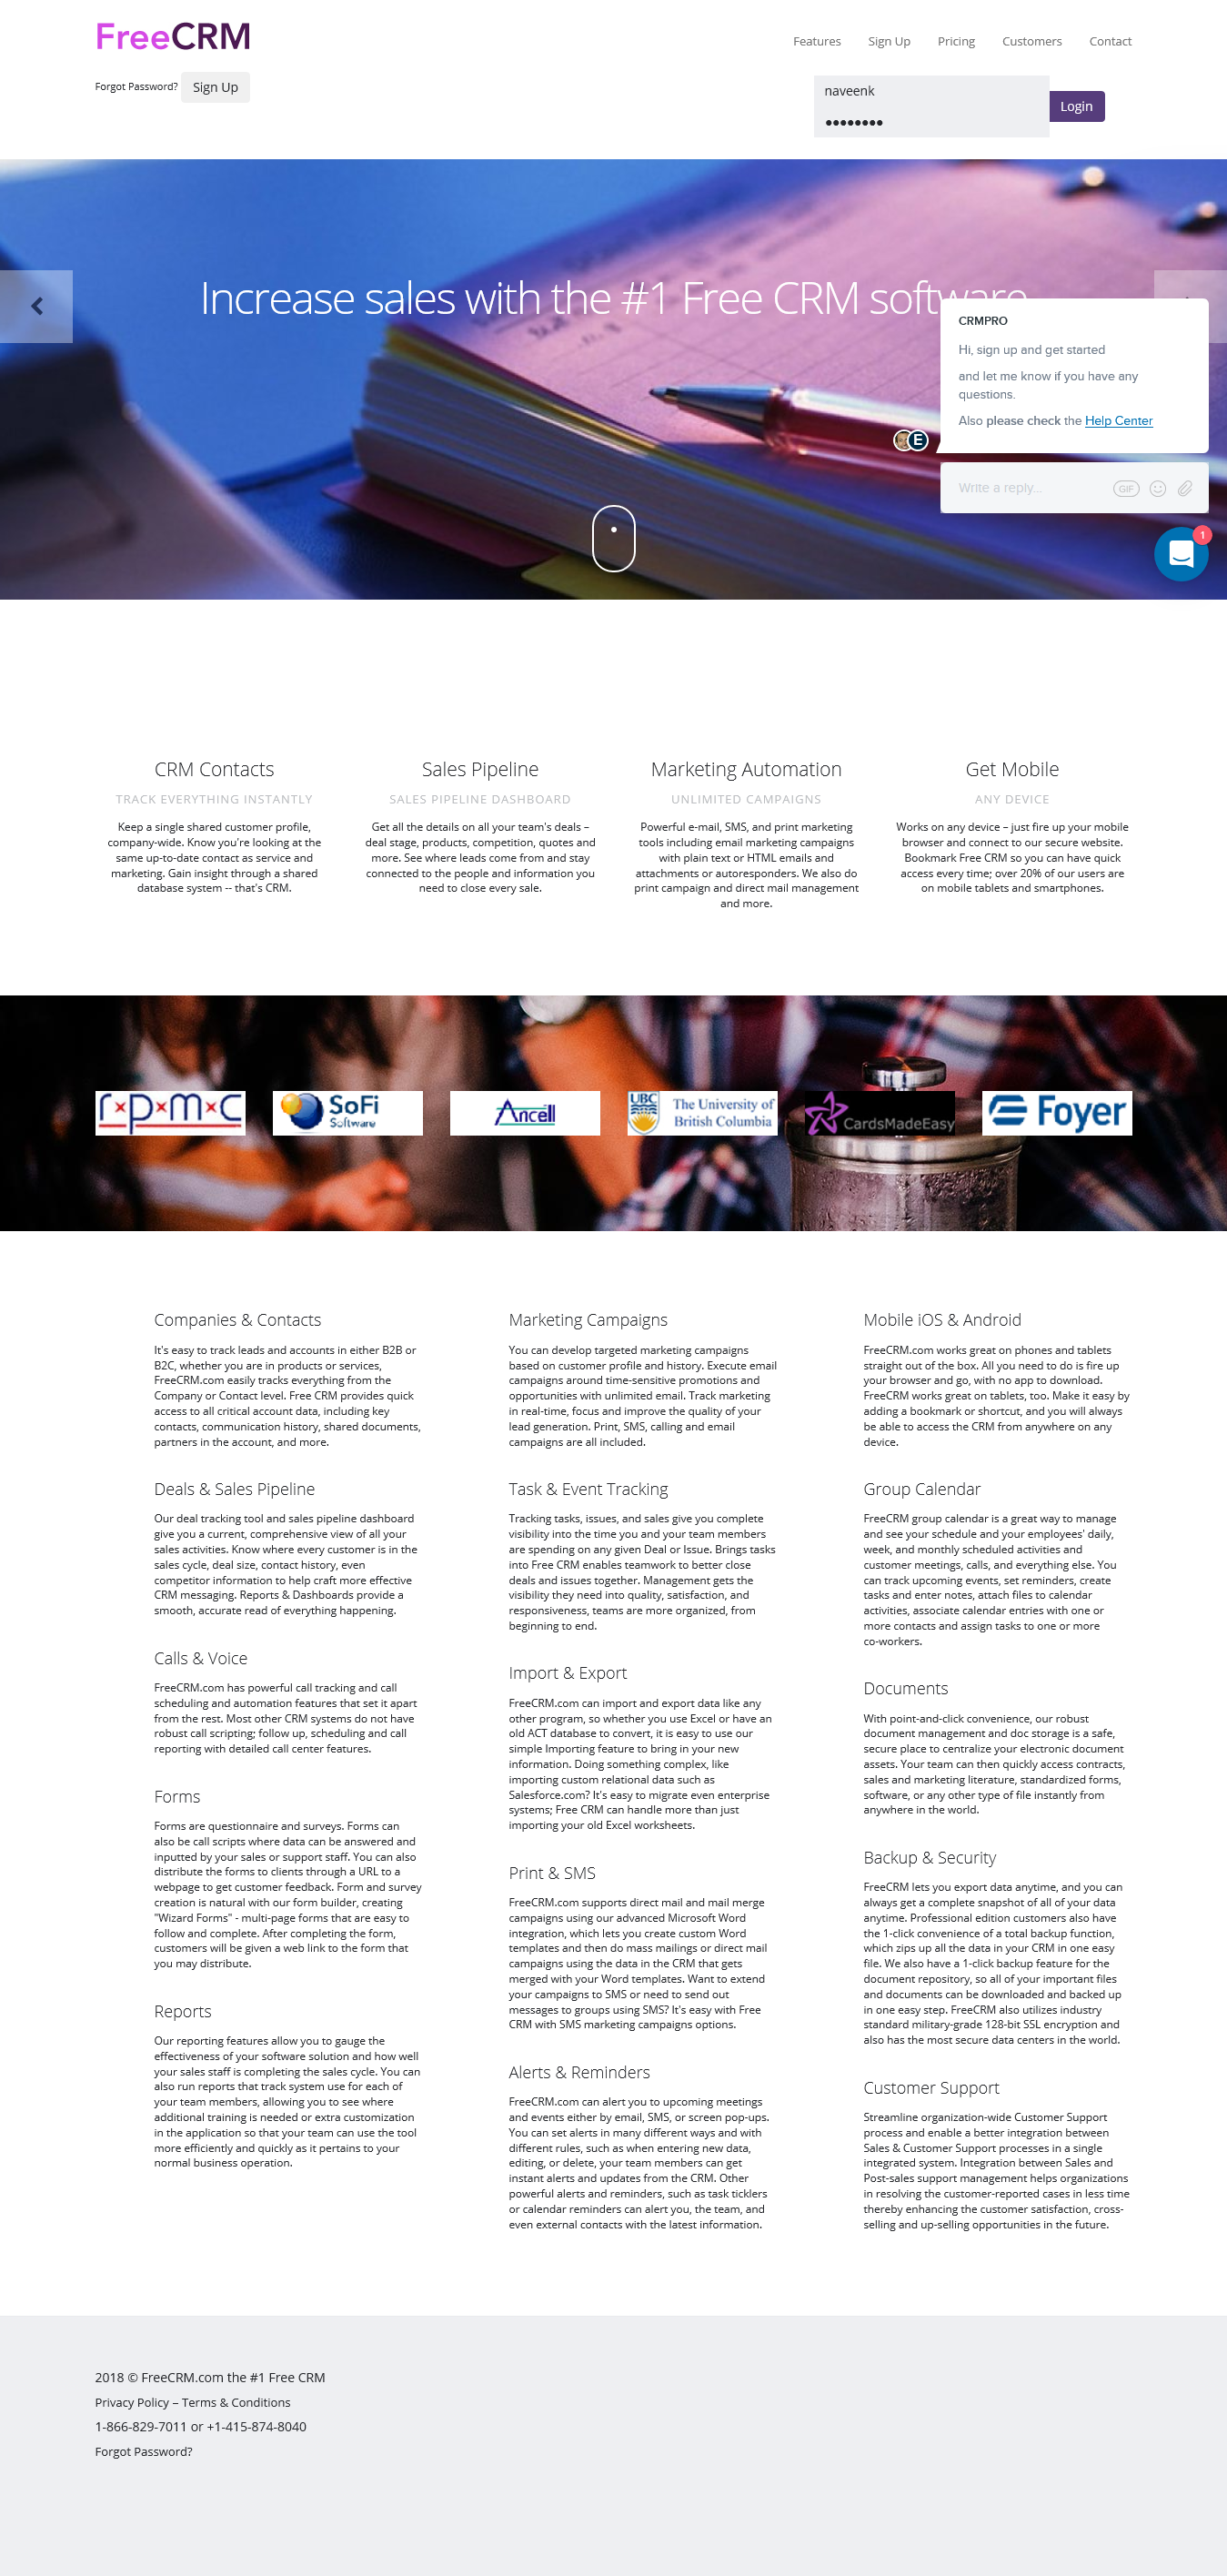 FreeCRM
Features Sign Up Pricing Customers Contact
Forgot Password? Sign Up
naveenk
••••••••
Login
Increase sales with the #1 Free CRM software
CRMPRO
Hi, sign up and get started
and let me know if you have any
questions.
Also please check the Help Center
E
Write a reply...
GIF
1
CRM Contacts
TRACK EVERYTHING INSTANTLY
Keep a single shared customer profile,
company-wide. Know you're looking at the
same up-to-date contact as service and
marketing. Gain insight through a shared
database system -- that's CRM.
Sales Pipeline
SALES PIPELINE DASHBOARD
Get all the details on all your team's deals –
deal stage, products, competition, quotes and
more. See where leads come from and stay
connected to the people and information you
need to close every sale.
Marketing Automation
UNLIMITED CAMPAIGNS
Powerful e-mail, SMS, and print marketing
tools including email marketing campaigns
with plain text or HTML emails and
attachments or autoresponders. We also do
print campaign and direct mail management
and more.
Get Mobile
ANY DEVICE
Works on any device – just fire up your mobile
browser and connect to our secure website.
Bookmark Free CRM so you can have quick
access every time; over 20% of our users are
on mobile tablets and smartphones.
r·p·m·c
SoFi
Software
Ancell
UBC
The University of
British Columbia
CardsMadeEasy
Foyer
Companies & Contacts
It's easy to track leads and accounts in either B2B or
B2C, whether you are in products or services,
FreeCRM.com easily tracks everything from the
Company or Contact level. Free CRM provides quick
access to all critical account data, including key
contacts, communication history, shared documents,
partners in the account, and more.
Deals & Sales Pipeline
Our deal tracking tool and sales pipeline dashboard
give you a current, comprehensive view of all your
sales activities. Know where every customer is in the
sales cycle, deal size, contact history, even
competitor information to help craft more effective
CRM messaging. Reports & Dashboards provide a
smooth, accurate read of everything happening.
Calls & Voice
FreeCRM.com has powerful call tracking and call
scheduling and automation features that set it apart
from the rest. Most other CRM systems do not have
robust call scripting; follow up, scheduling and call
reporting with detailed call center features.
Forms
Forms are questionnaire and surveys. Forms can
also be call scripts where data can be answered and
inputted by your sales or support staff. You can also
distribute the forms to clients through a URL to a
webpage to get customer feedback. Form and survey
creation is natural with our form builder, creating
"Wizard Forms" - multi-page forms that are easy to
follow and complete. After completing the form,
customers will be given a web link to the form that
you may distribute.
Reports
Our reporting features allow you to gauge the
effectiveness of your software solution and how well
your sales staff is completing the sales cycle. You can
also run reports that track system use for each of
your team members, allowing you to see where
additional training is needed or extra customization
in the application so that your team can use the tool
more efficiently and quickly as it pertains to your
normal business operation.
Marketing Campaigns
You can develop targeted marketing campaigns
based on customer profile and history. Execute email
campaigns around time-sensitive promotions and
opportunities with unlimited email. Track marketing
in real-time, focus and improve the quality of your
lead generation. Print, SMS, calling and email
campaigns are all included.
Task & Event Tracking
Tracking tasks, issues, and sales give you complete
visibility into the time you and your team members
are spending on any given Deal or Issue. Brings tasks
into Free CRM enables teamwork to better close
deals and issues together. Management gets the
visibility they need into quality, satisfaction, and
responsiveness, teams are more organized, from
beginning to end.
Import & Export
FreeCRM.com can import and export data like any
other program, so whether you use Excel or have an
old ACT database to convert, it is easy to use our
simple Importing feature to bring in your new
information. Doing something complex, like
importing custom relational data such as
Salesforce.com? It's easy to migrate even enterprise
systems; Free CRM can handle more than just
importing your old Excel worksheets.
Print & SMS
FreeCRM.com supports direct mail and mail merge
campaigns using our advanced Microsoft Word
integration, which lets you create custom Word
templates and then do mass mailings or direct mail
campaigns using the data in the CRM that gets
merged with your Word templates. Want to extend
your campaigns to SMS or need to send out
messages to groups using SMS? It's easy with Free
CRM with SMS marketing campaigns options.
Alerts & Reminders
FreeCRM.com can alert you to upcoming meetings
and events either by email, SMS, or screen pop-ups.
You can set alerts in many different ways and with
different rules, such as when entering new data,
editing, or delete, your team members can get
instant alerts and updates from the CRM. Other
powerful alerts and reminders, such as task ticklers
or calendar reminders can alert you, the team, and
even external contacts with the latest information.
Mobile iOS & Android
FreeCRM.com works great on phones and tablets
straight out of the box. All you need to do is fire up
your browser and go, with no app to download.
FreeCRM works great on tablets, too. Make it easy by
adding a bookmark or shortcut, and you will always
be able to access the CRM from anywhere on any
device.
Group Calendar
FreeCRM group calendar is a great way to manage
and see your schedule and your employees' daily,
week, and monthly scheduled activities and
customer meetings, calls, and everything else. You
can track upcoming events, set reminders, create
tasks and enter notes, attach files to calendar
activities, associate calendar entries with one or
more contacts and assign tasks to one or more
co-workers.
Documents
With point-and-click convenience, our robust
document management and doc storage is a safe,
secure place to centralize your electronic document
assets. Your team can then quickly access contracts,
sales and marketing literature, standardized forms,
software, or any other type of file instantly from
anywhere in the world.
Backup & Security
FreeCRM lets you export data anytime, and you can
always get a complete snapshot of all of your data
anytime. Professional edition customers also have
the 1-click convenience of a total backup function,
which zips up all the data in your CRM in one easy
file. We also have a 1-click backup feature for the
document repository, so all of your important files
and documents can be downloaded and backed up
in one easy step. FreeCRM also utilizes industry
standard military-grade 128-bit SSL encryption and
also has the most secure data centers in the world.
Customer Support
Streamline organization-wide Customer Support
process and enable a better integration between
Sales & Customer Support processes in a single
integrated system. Integration between Sales and
Post-sales support management helps organizations
in resolving the customer-reported cases in less time
thereby enhancing the customer satisfaction, cross-
selling and up-selling opportunities in the future.
2018 © FreeCRM.com the #1 Free CRM
Privacy Policy – Terms & Conditions
1-866-829-7011 or +1-415-874-8040
Forgot Password?